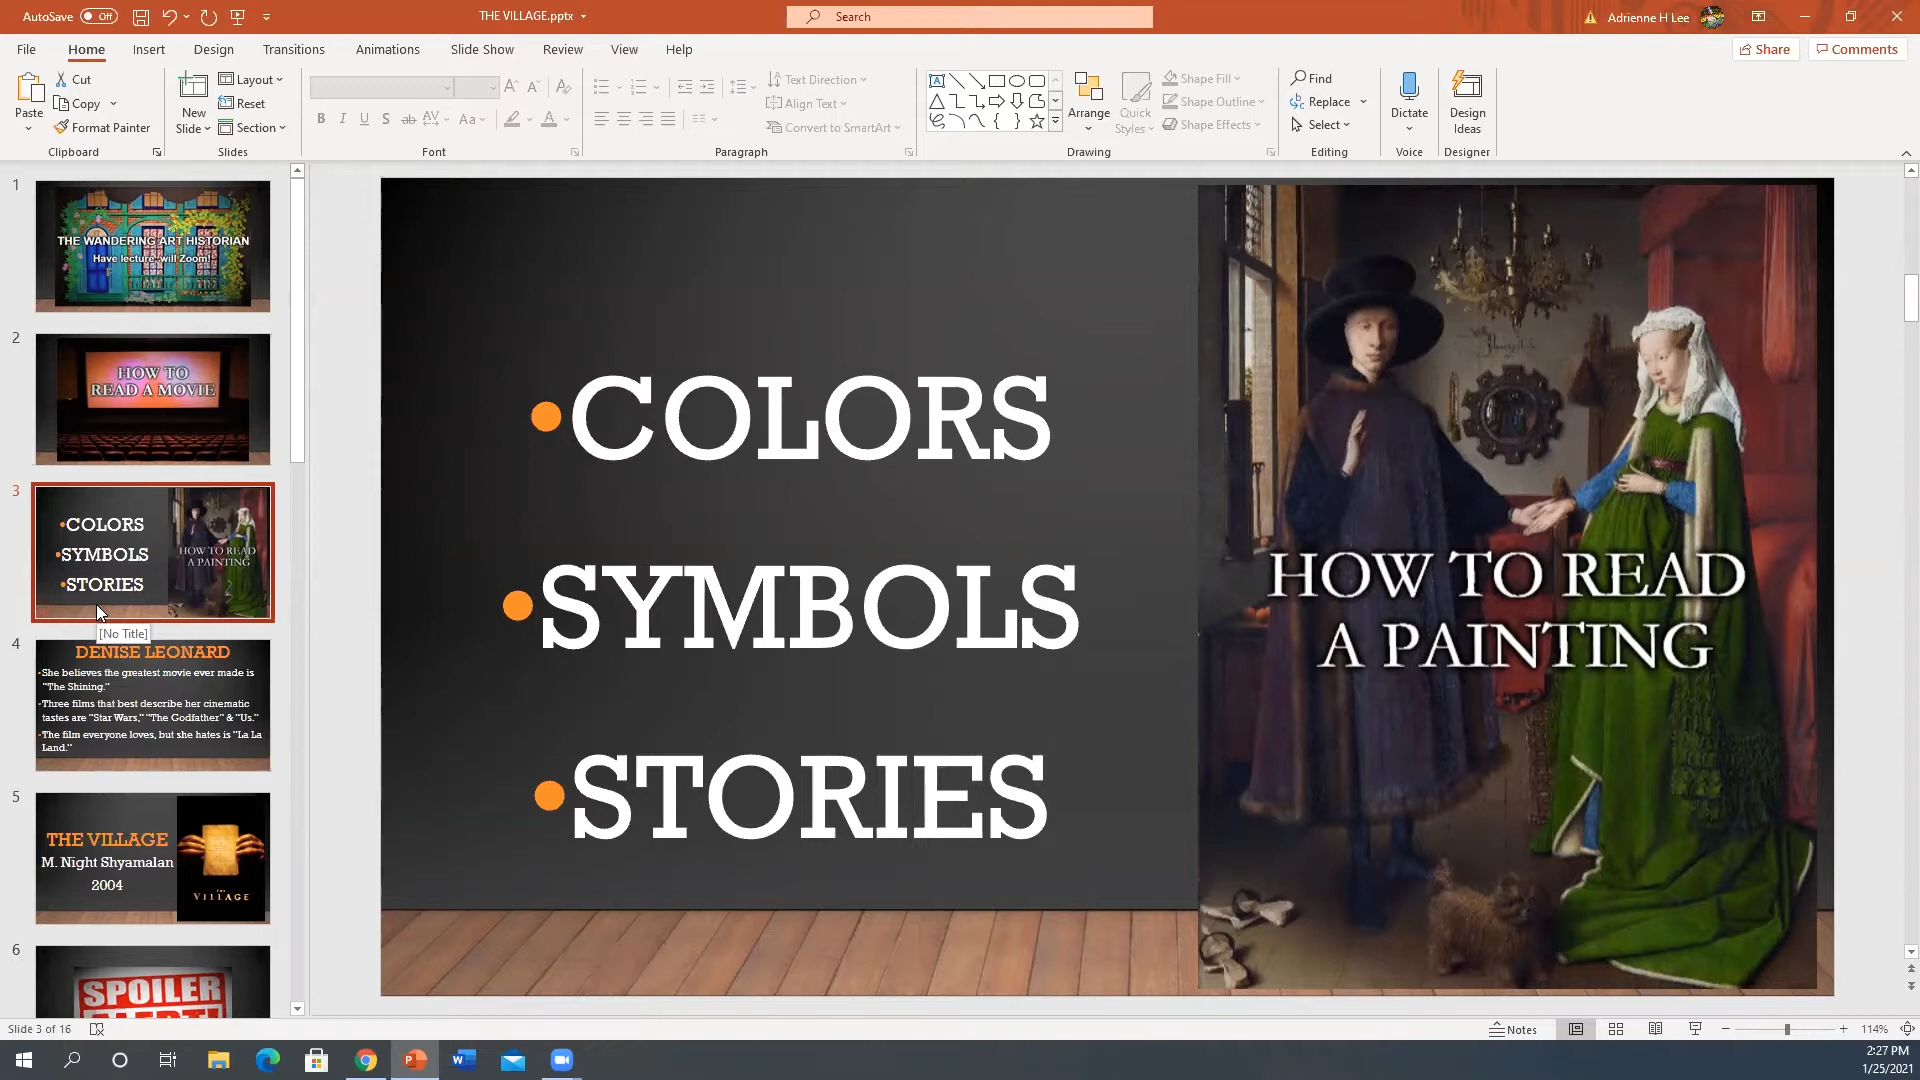 AutoSave Off
THE VILLAGE.pptx
Search
Adrienne H Lee
File Home Insert Design Transitions Animations Slide Show Review View Help
Share Comments
Paste
Cut
Copy
Format Painter
Clipboard
New
Slide
Layout
Reset
Section
Slides
B I U S ab AV Aa A
Font
Text Direction
Align Text
Convert to SmartArt
Paragraph
Arrange
Quick
Styles
Shape Fill
Shape Outline
Shape Effects
Drawing
Find
Replace
Select
Editing
Dictate
Voice
Design
Ideas
Designer
1
THE WANDERING ART HISTORIAN
Have lecture, will Zoom!
2
HOW TO
READ A MOVIE
3
•COLORS
•SYMBOLS
•STORIES
HOW TO READ
A PAINTING
[No Title]
4
DENISE LEONARD
•She believes the greatest movie ever made is
"The Shining."
•Three films that best describe her cinematic
tastes are "Star Wars," "The Godfather" & "Us."
•The film everyone loves, but she hates is "La La
Land."
5
THE VILLAGE
M. Night Shyamalan
2004
THE
VILLAGE
6
SPOILER
ALERT!
•COLORS
•SYMBOLS
•STORIES
HOW TO READ
A PAINTING
Slide 3 of 16
Notes
114%
2:27 PM
1/25/2021